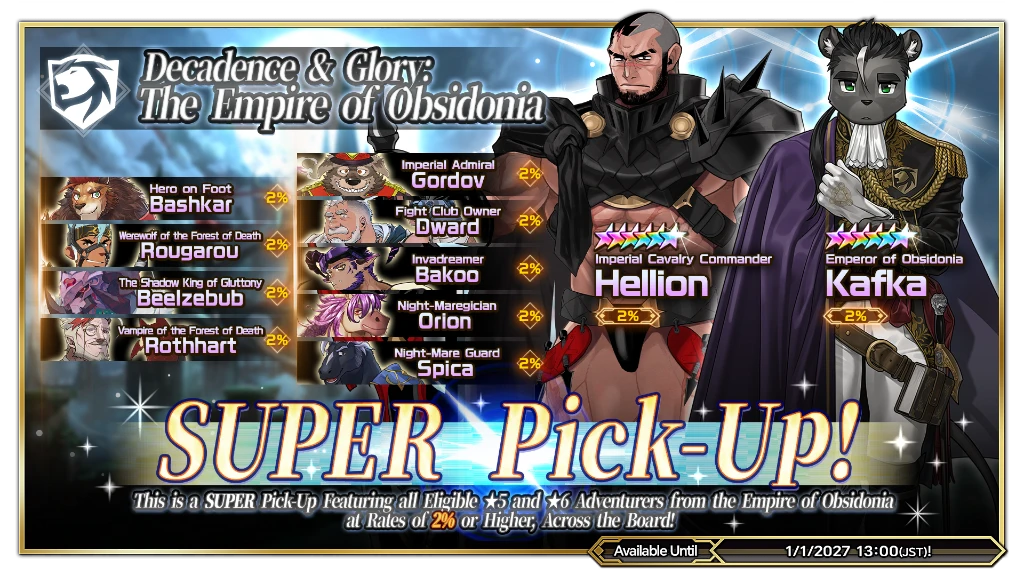 Decadence & Glory:
The Empire of Obsidonia
Hero on Foot
Bashkar
2%
Werewolf of the Forest of Death
Rougarou
2%
The Shadow King of Gluttony
Beelzebub
2%
Vampire of the Forest of Death
Rothhart
2%
Imperial Admiral
Gordov
2%
Fight Club Owner
Dward
2%
Invadreamer
Bakoo
2%
Night-Maregician
Orion
2%
Night-Mare Guard
Spica
2%
Imperial Cavalry Commander
Hellion
2%
Emperor of Obsidonia
Kafka
2%
SUPER Pick-Up!
This is a SUPER Pick-Up Featuring all Eligible ★5 and ★6 Adventurers from the Empire of Obsidonia
at Rates of 2% or Higher, Across the Board!
Available Until 1/1/2027 13:00(JST)!